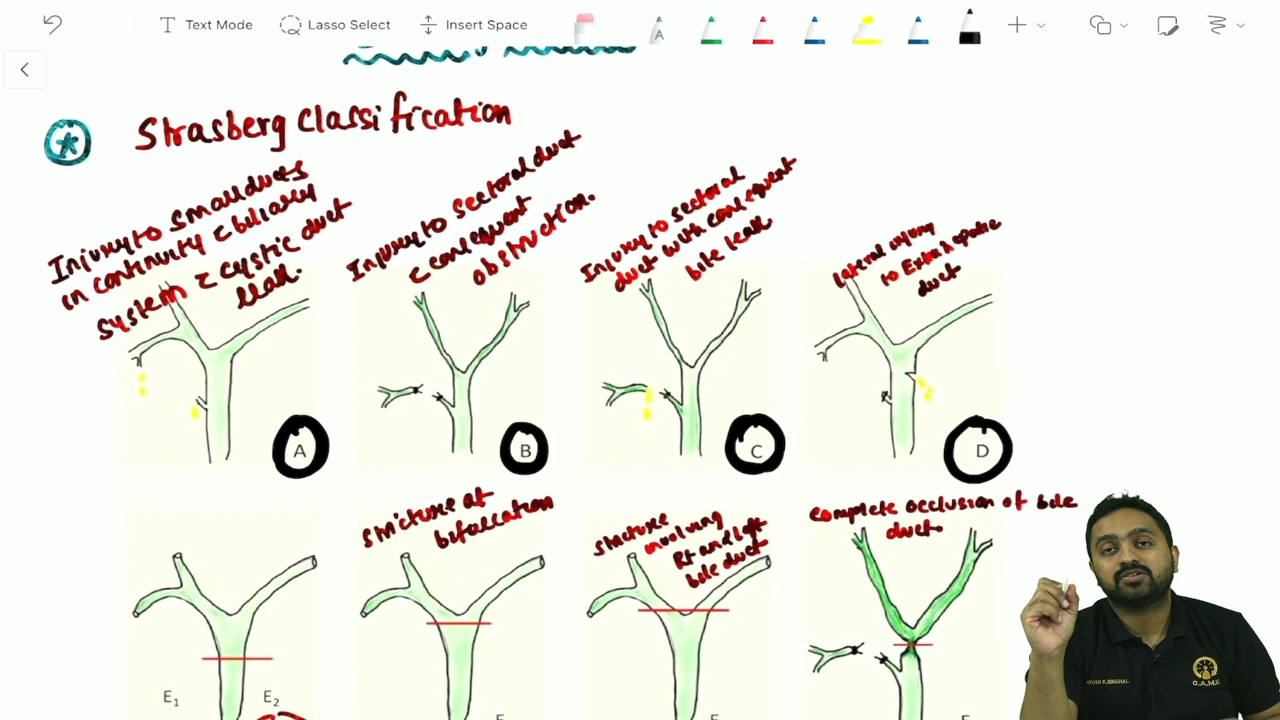 Text Mode
Lasso Select
Insert Space
A
Strasberg classification
Injury to small ducts
in continuity c biliary
system c cystic duct
leak.
A
Injury to sectoral duct
c consequent
obstruction.
B
Injury to sectoral
duct with consequent
bile leak
C
lateral injury
to Extrahepatic
duct
D
E₁
E₂
Stricture at
bifurcation
E
stricture
involving
Rt and left
bile duct
E
Complete occlusion of bile
duct.
E
AYUSH K.SINGHAL
G.A.M.E